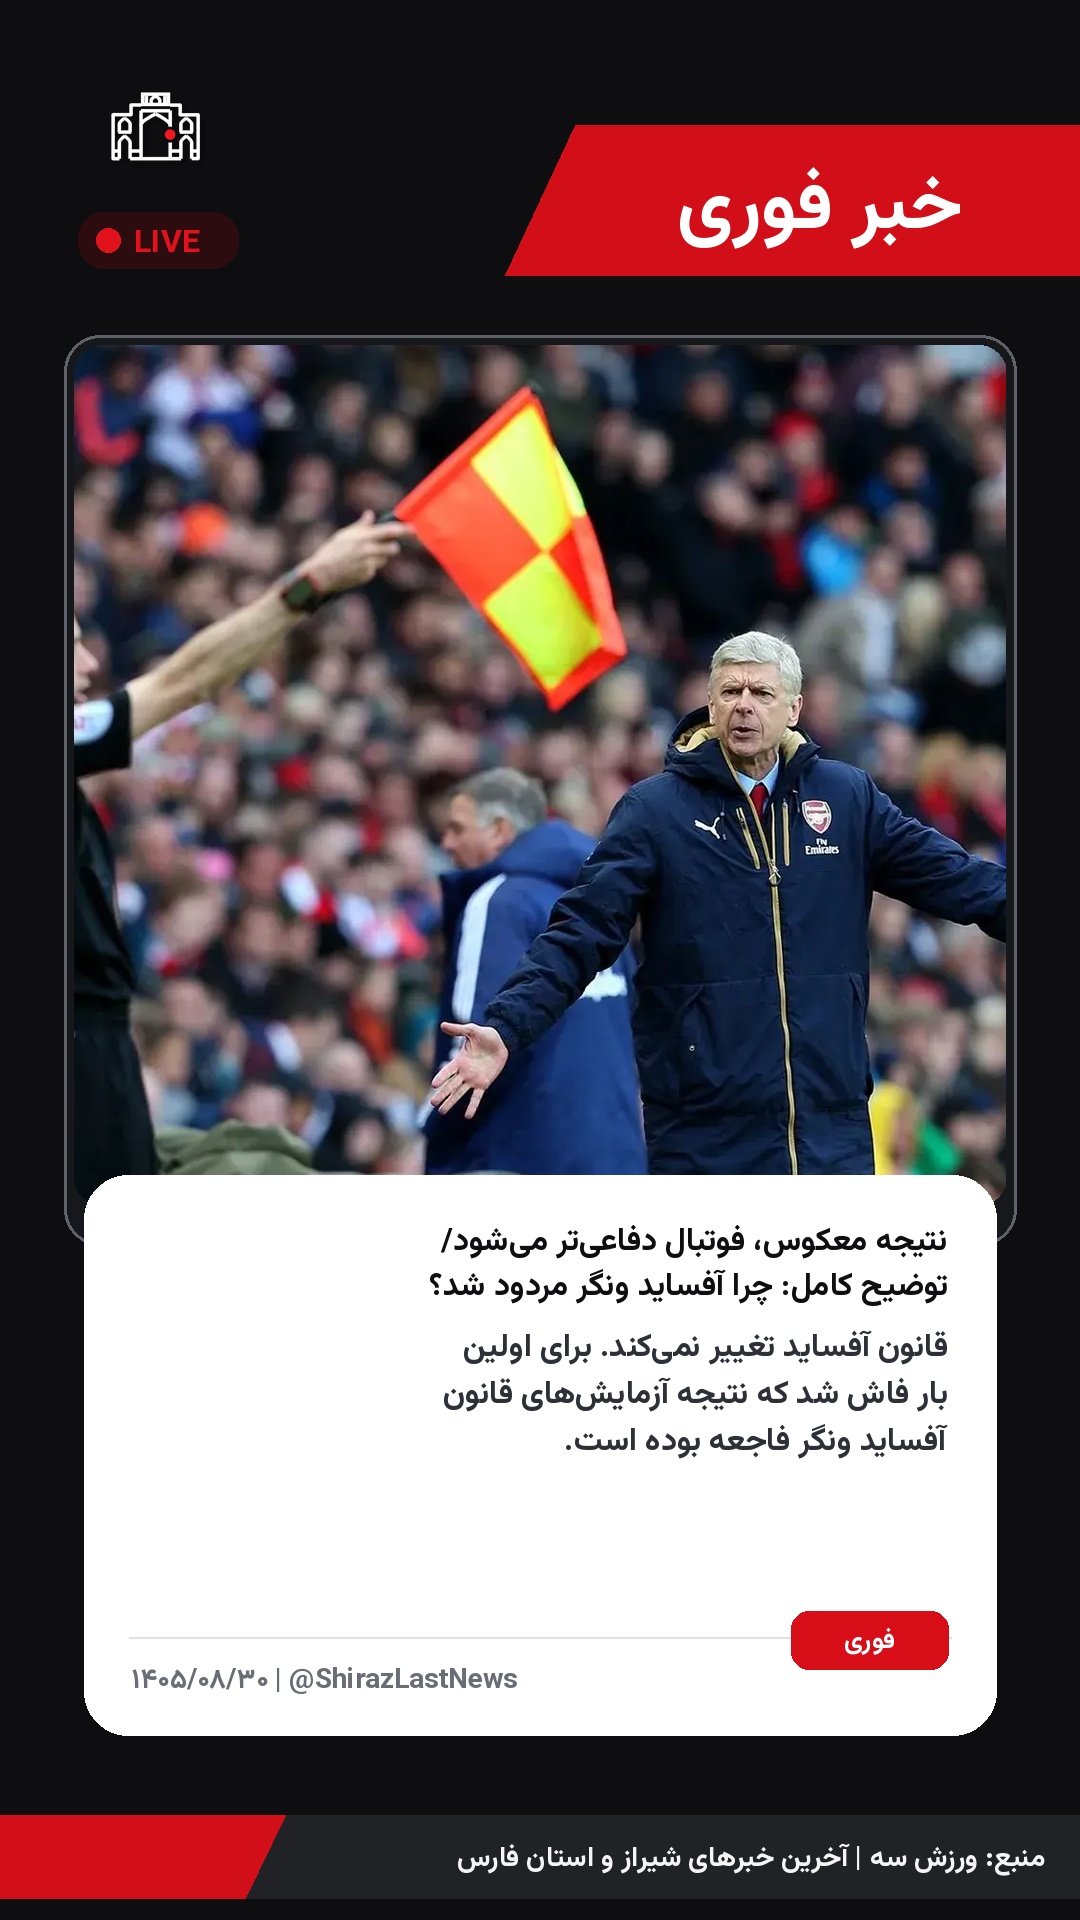 LIVE
خبر فوری
Fly
Emirates
نتیجه معکوس، فوتبال دفاعی‌تر می‌شود/
توضیح کامل: چرا آفساید ونگر مردود شد؟
قانون آفساید تغییر نمی‌کند. برای اولین
بار فاش شد که نتیجه آزمایش‌های قانون
آفساید ونگر فاجعه بوده است.
فوری
۱۴۰۵/۰۸/۳۰ | @ShirazLastNews
منبع: ورزش سه | آخرین خبرهای شیراز و استان فارس